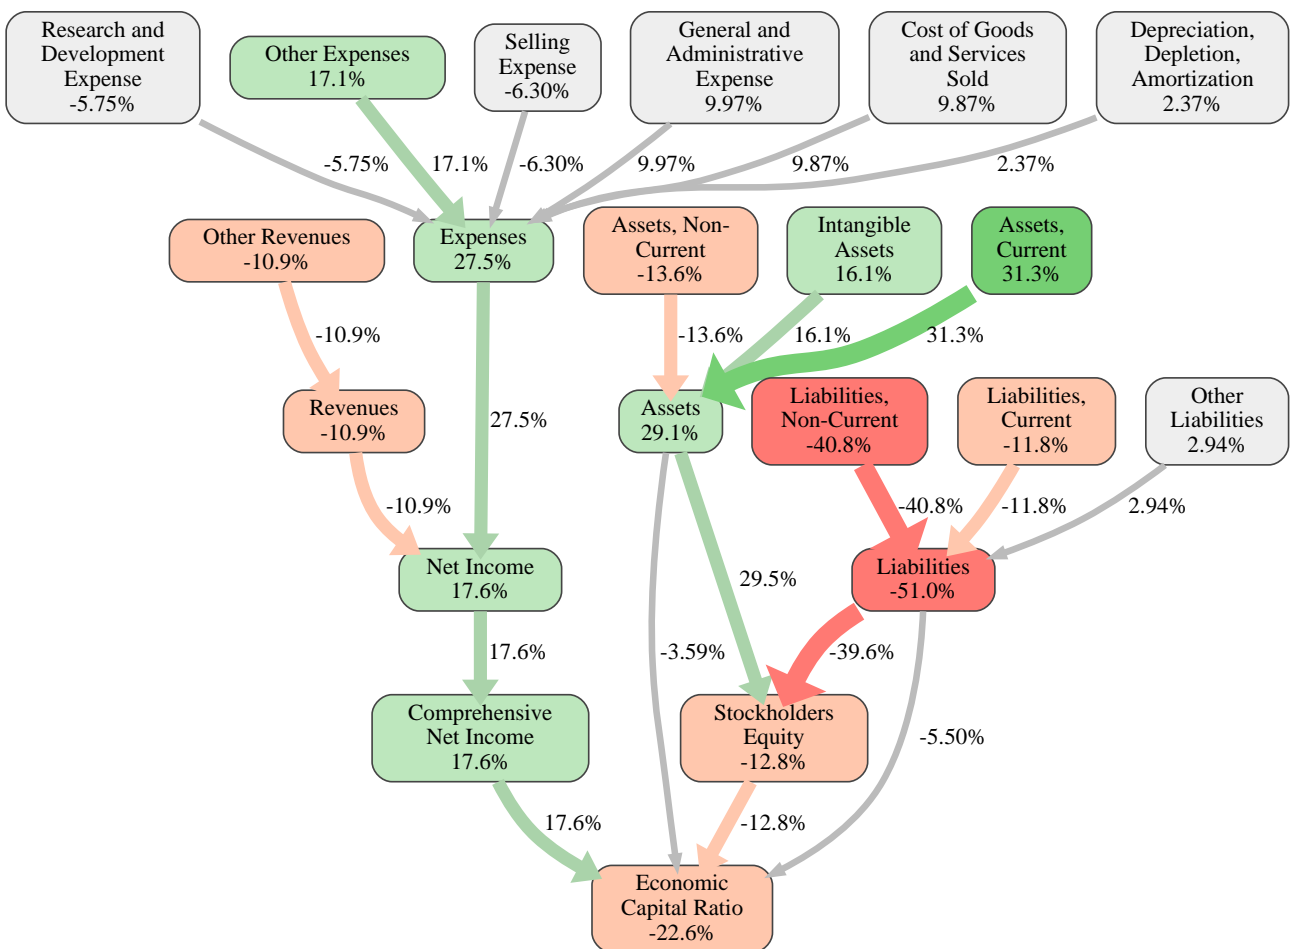 Research and
Development
Expense
-5.75%
Other Expenses
17.1%
Selling
Expense
-6.30%
General and
Administrative
Expense
9.97%
Cost of Goods
and Services
Sold
9.87%
Depreciation,
Depletion,
Amortization
2.37%
-5.75%
17.1%
-6.30%
9.97%
9.87%
2.37%
Other Revenues
-10.9%
Expenses
27.5%
Assets, Non-
Current
-13.6%
Intangible
Assets
16.1%
Assets,
Current
31.3%
-10.9%
-13.6%
16.1%
31.3%
Revenues
-10.9%
27.5%
Assets
29.1%
Liabilities,
Non-Current
-40.8%
Liabilities,
Current
-11.8%
Other
Liabilities
2.94%
-10.9%
-40.8%
-11.8%
2.94%
Net Income
17.6%
29.5%
Liabilities
-51.0%
17.6%
-3.59%
-39.6%
Comprehensive
Net Income
17.6%
Stockholders
Equity
-12.8%
-5.50%
17.6%
-12.8%
Economic
Capital Ratio
-22.6%